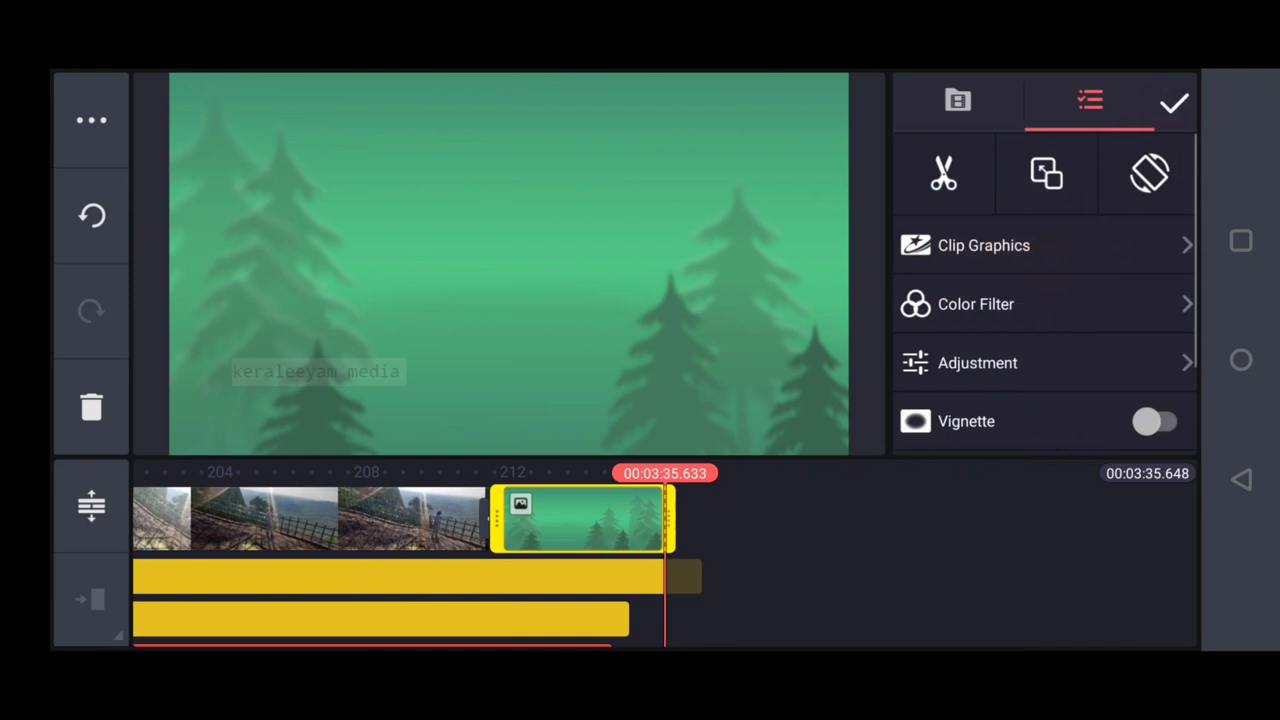 Clip Graphics
Color Filter
Adjustment
Vignette
keraleeyam media
204
208
212
00:03:35.633
00:03:35.648